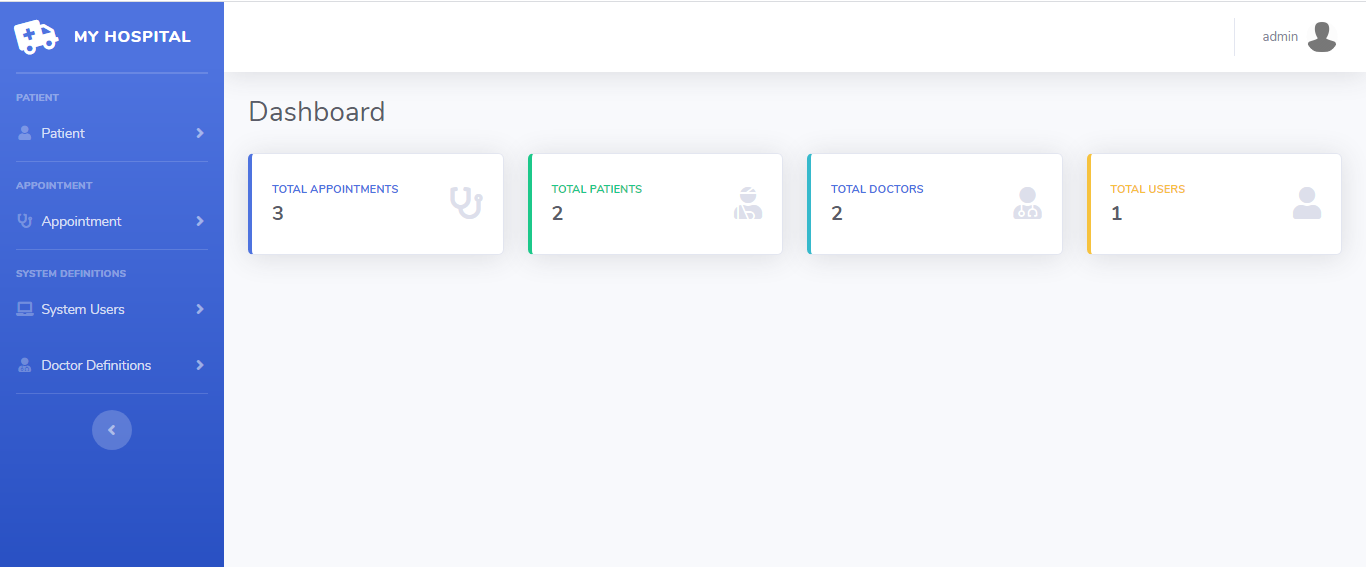 MY HOSPITAL
admin
PATIENT
Patient
APPOINTMENT
Appointment
SYSTEM DEFINITIONS
System Users
Doctor Definitions
Dashboard
TOTAL APPOINTMENTS
3
TOTAL PATIENTS
2
TOTAL DOCTORS
2
TOTAL USERS
1